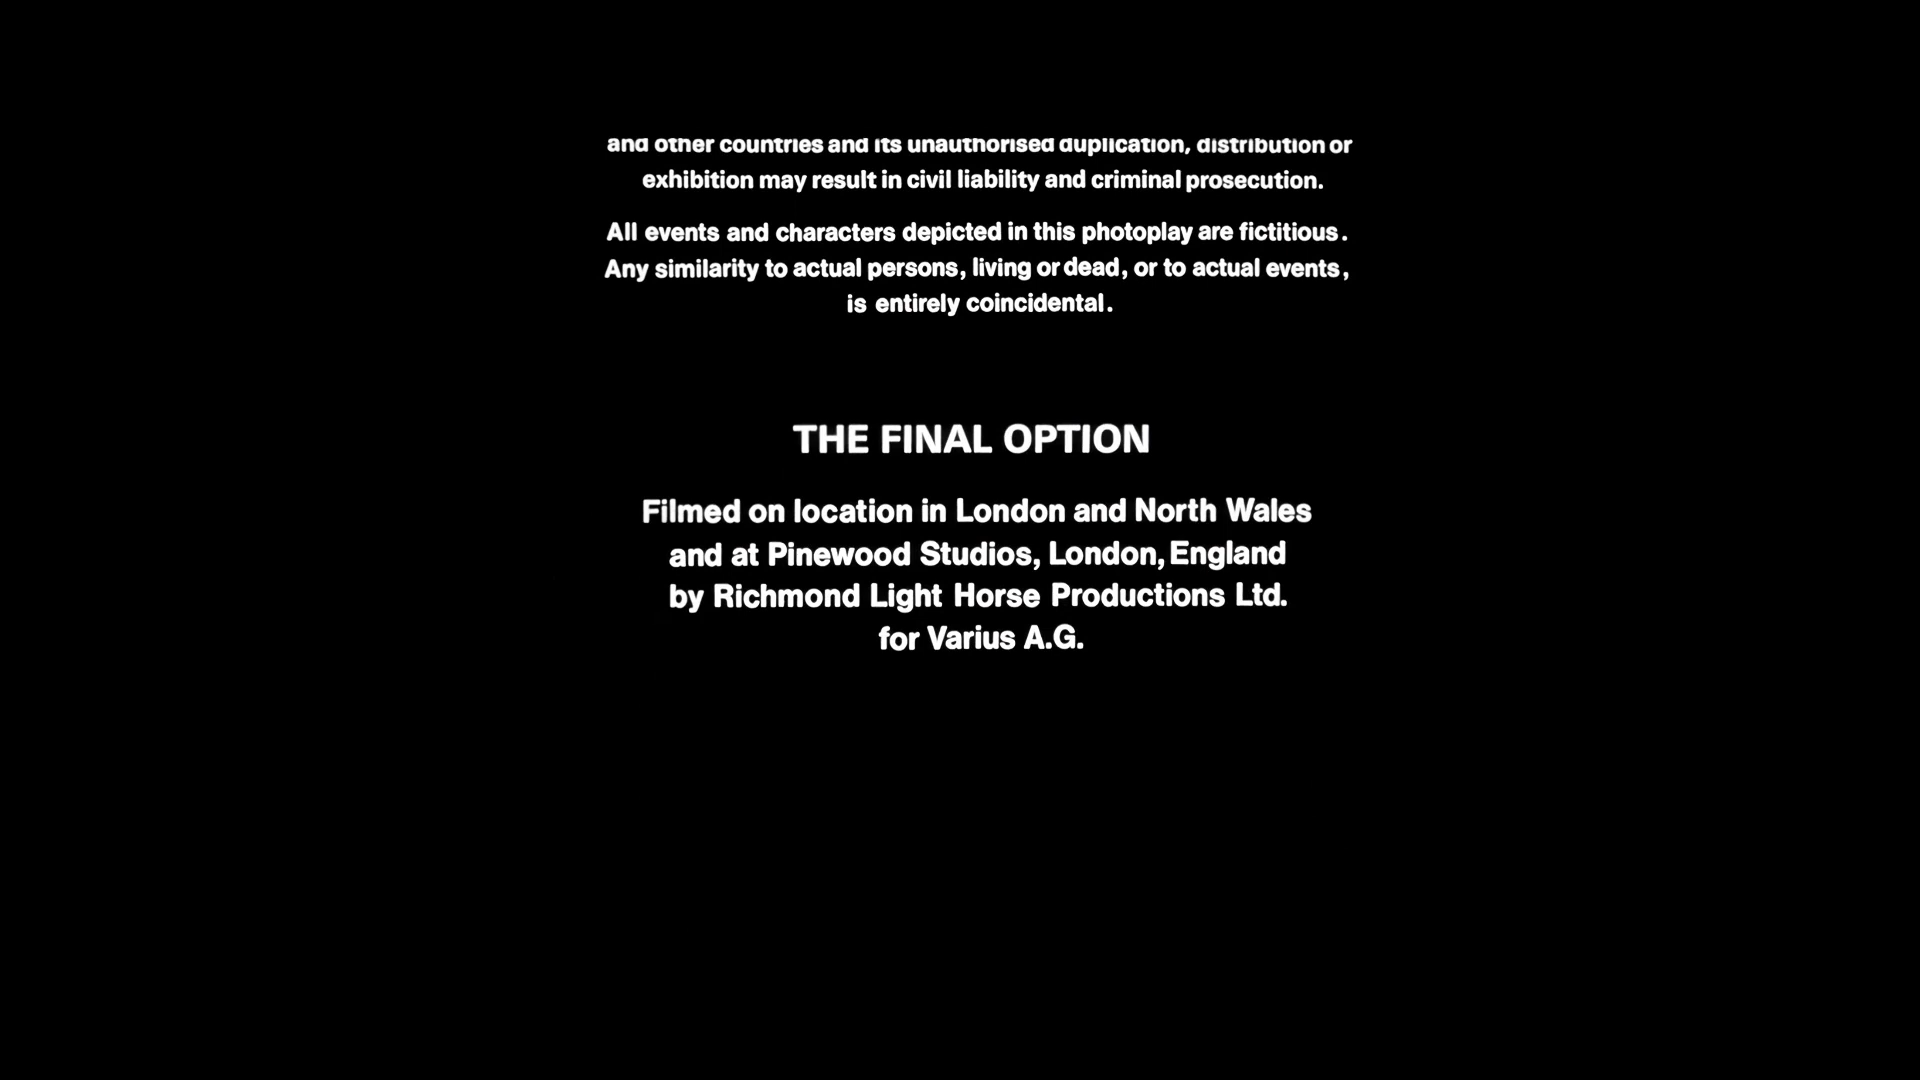 and other countries and its unauthorised duplication, distribution or
exhibition may result in civil liability and criminal prosecution.
All events and characters depicted in this photoplay are fictitious.
Any similarity to actual persons, living or dead, or to actual events,
is entirely coincidental.
THE FINAL OPTION
Filmed on location in London and North Wales
and at Pinewood Studios, London, England
by Richmond Light Horse Productions Ltd.
for Varius A.G.